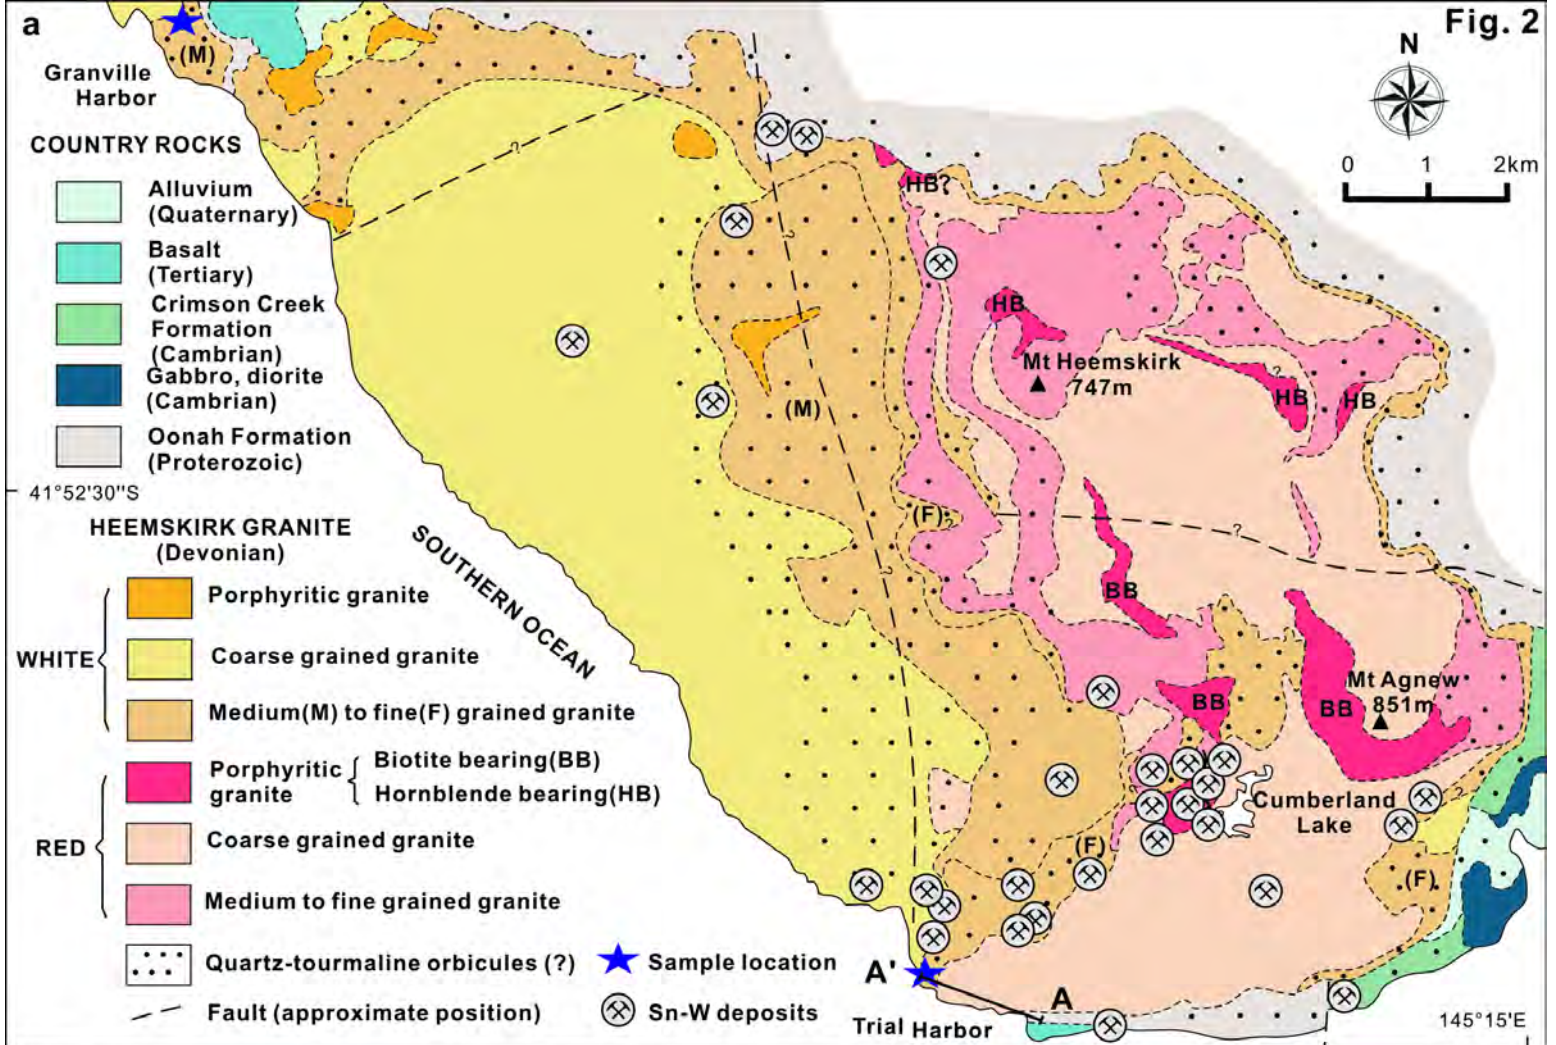 a
Fig. 2
(M)
Granville
Harbor
N
0 1 2km
COUNTRY ROCKS
Alluvium
(Quaternary)
Basalt
(Tertiary)
Crimson Creek
Formation
(Cambrian)
Gabbro, diorite
(Cambrian)
Oonah Formation
(Proterozoic)
41°52'30"S
HEEMSKIRK GRANITE
(Devonian)
WHITE
Porphyritic granite
Coarse grained granite
Medium(M) to fine(F) grained granite
RED
Porphyritic
granite
Biotite bearing(BB)
Hornblende bearing(HB)
Coarse grained granite
Medium to fine grained granite
Quartz-tourmaline orbicules (?)
Fault (approximate position)
Sample location
Sn-W deposits
SOUTHERN OCEAN
?
?
HB?
HB
Mt Heemskirk
747m
?
HB
HB
(M)
(F)
?
?
?
BB
BB
BB
Mt Agnew
851m
Cumberland
Lake
?
(F)
(F)
A'
A
Trial Harbor
145°15'E